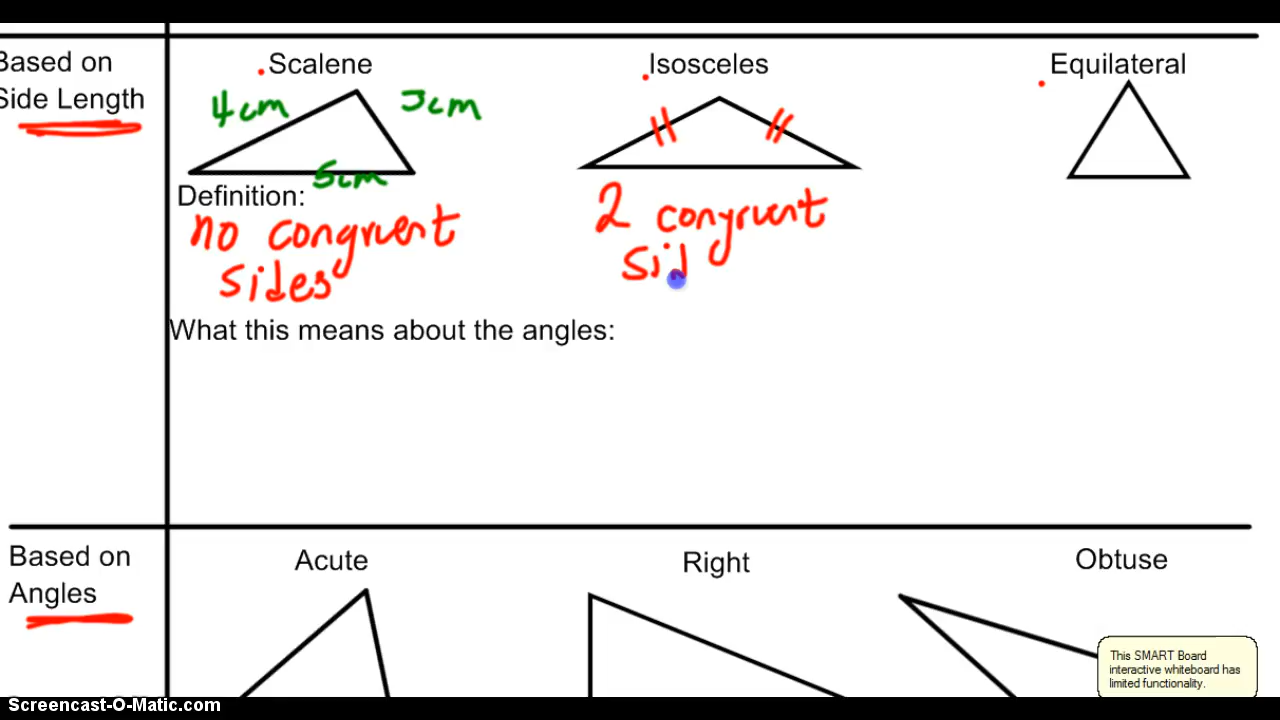 Based on
Side Length
Scalene
Isosceles
Equilateral
4cm
3cm
5cm
Definition:
no congruent
sides
2 congruent
sid
What this means about the angles:
Based on
Angles
Acute
Right
Obtuse
This SMART Board
interactive whiteboard has
limited functionality.
Screencast-O-Matic.com